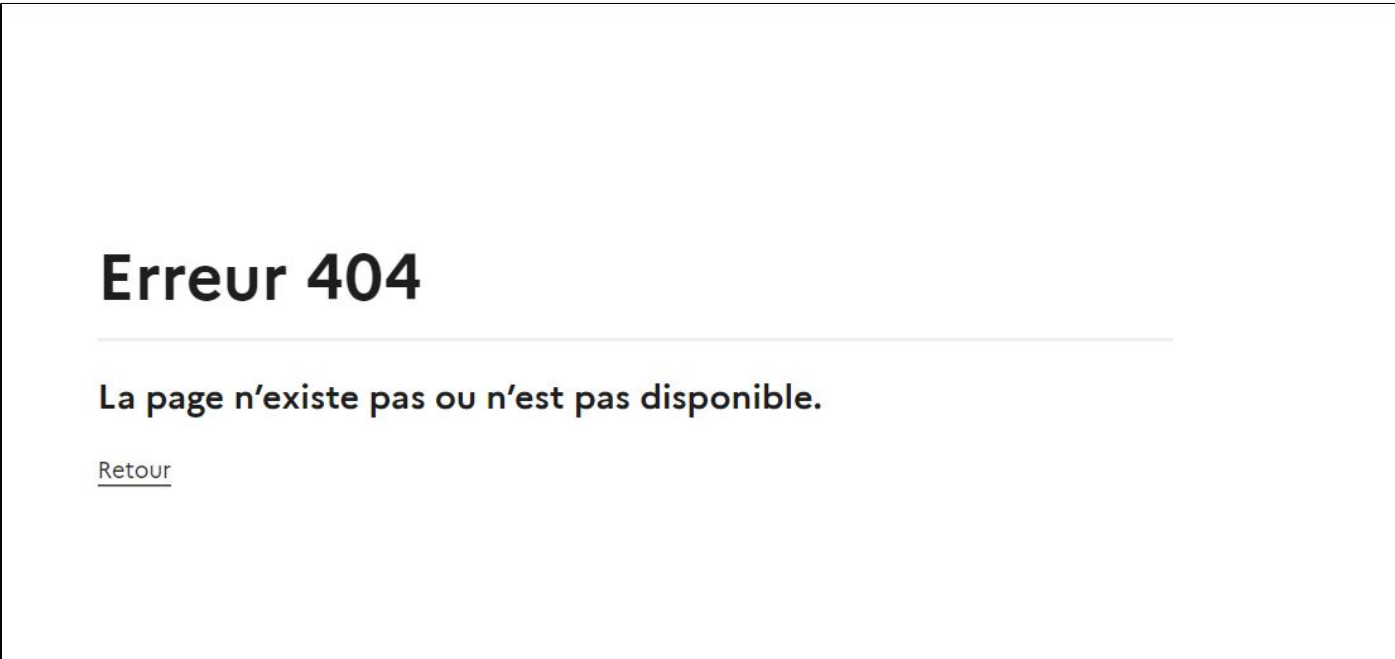 Erreur 404
La page n’existe pas ou n’est pas disponible.
Retour